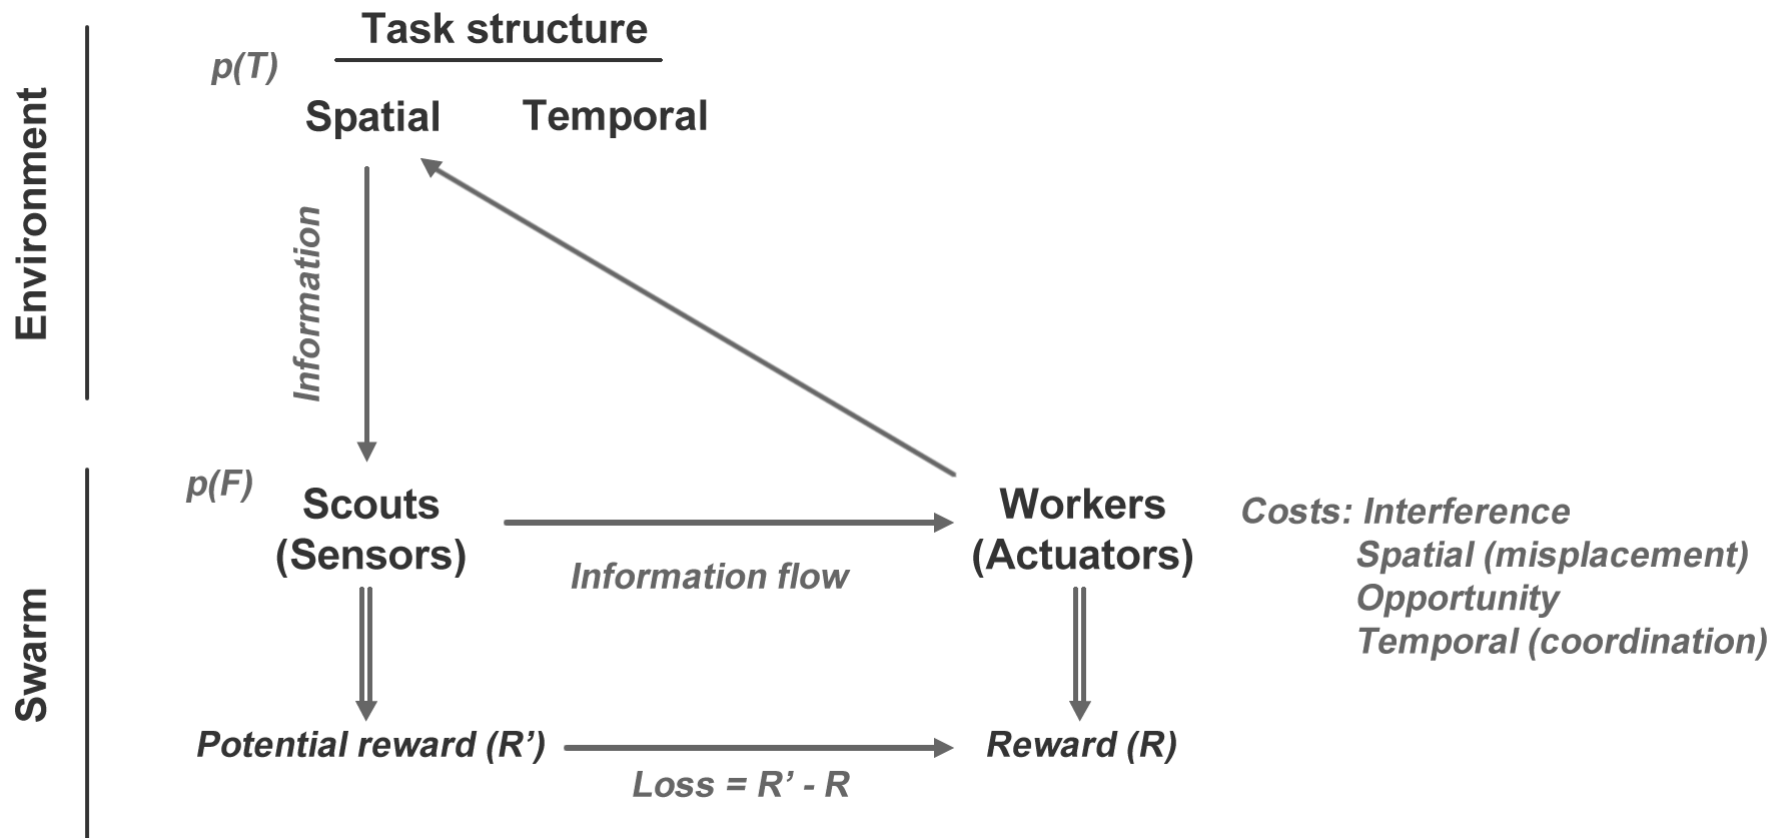 Task structure
p(T)
Spatial
Temporal
Environment
Information
p(F)
Scouts
(Sensors)
Information flow
Workers
(Actuators)
Costs: Interference
Spatial (misplacement)
Opportunity
Temporal (coordination)
Swarm
Potential reward (R’)
Loss = R’ - R
Reward (R)